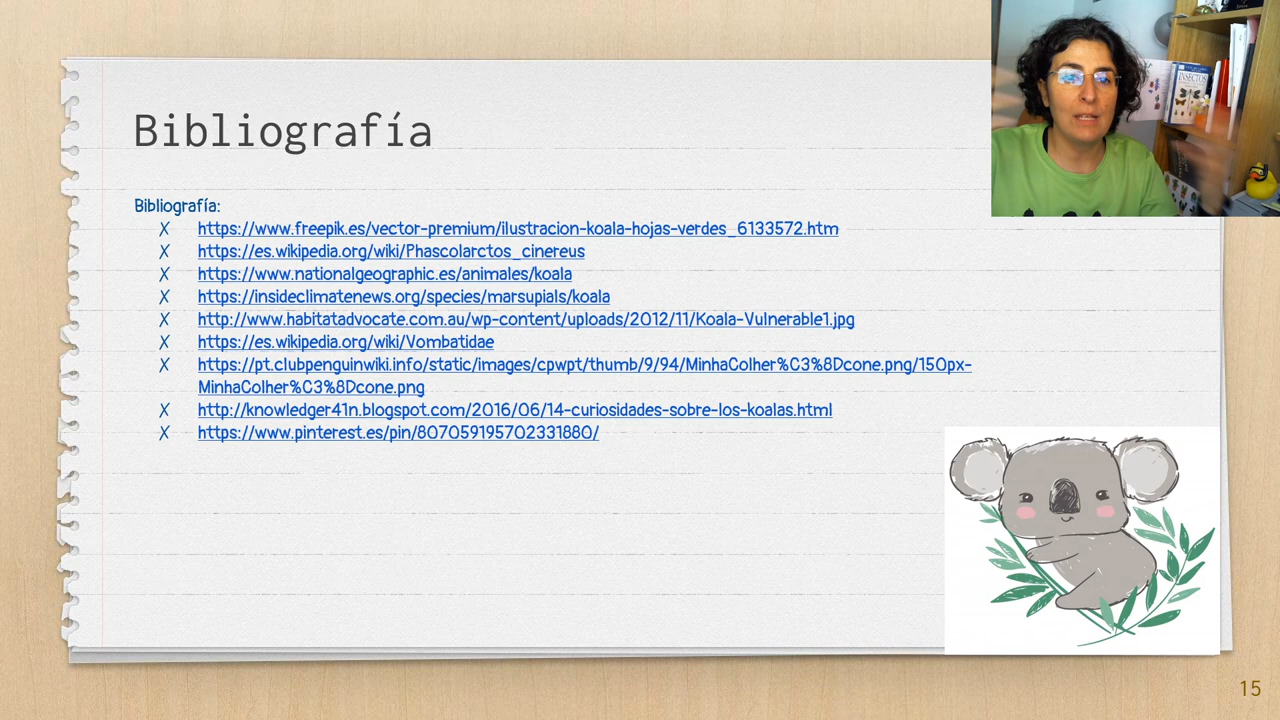 Bibliografía
Bibliografía:
X https://www.freepik.es/vector-premium/ilustracion-koala-hojas-verdes_6133572.htm
X https://es.wikipedia.org/wiki/Phascolarctos_cinereus
X https://www.nationalgeographic.es/animales/koala
X https://insideclimatenews.org/species/marsupials/koala
X http://www.habitatadvocate.com.au/wp-content/uploads/2012/11/Koala-Vulnerable1.jpg
X https://es.wikipedia.org/wiki/Vombatidae
X https://pt.clubpenguinwiki.info/static/images/cpwpt/thumb/9/94/MinhaColher%C3%8Dcone.png/150px-
MinhaColher%C3%8Dcone.png
X http://knowledger41n.blogspot.com/2016/06/14-curiosidades-sobre-los-koalas.html
X https://www.pinterest.es/pin/807059195702331880/
INSECTOS
15